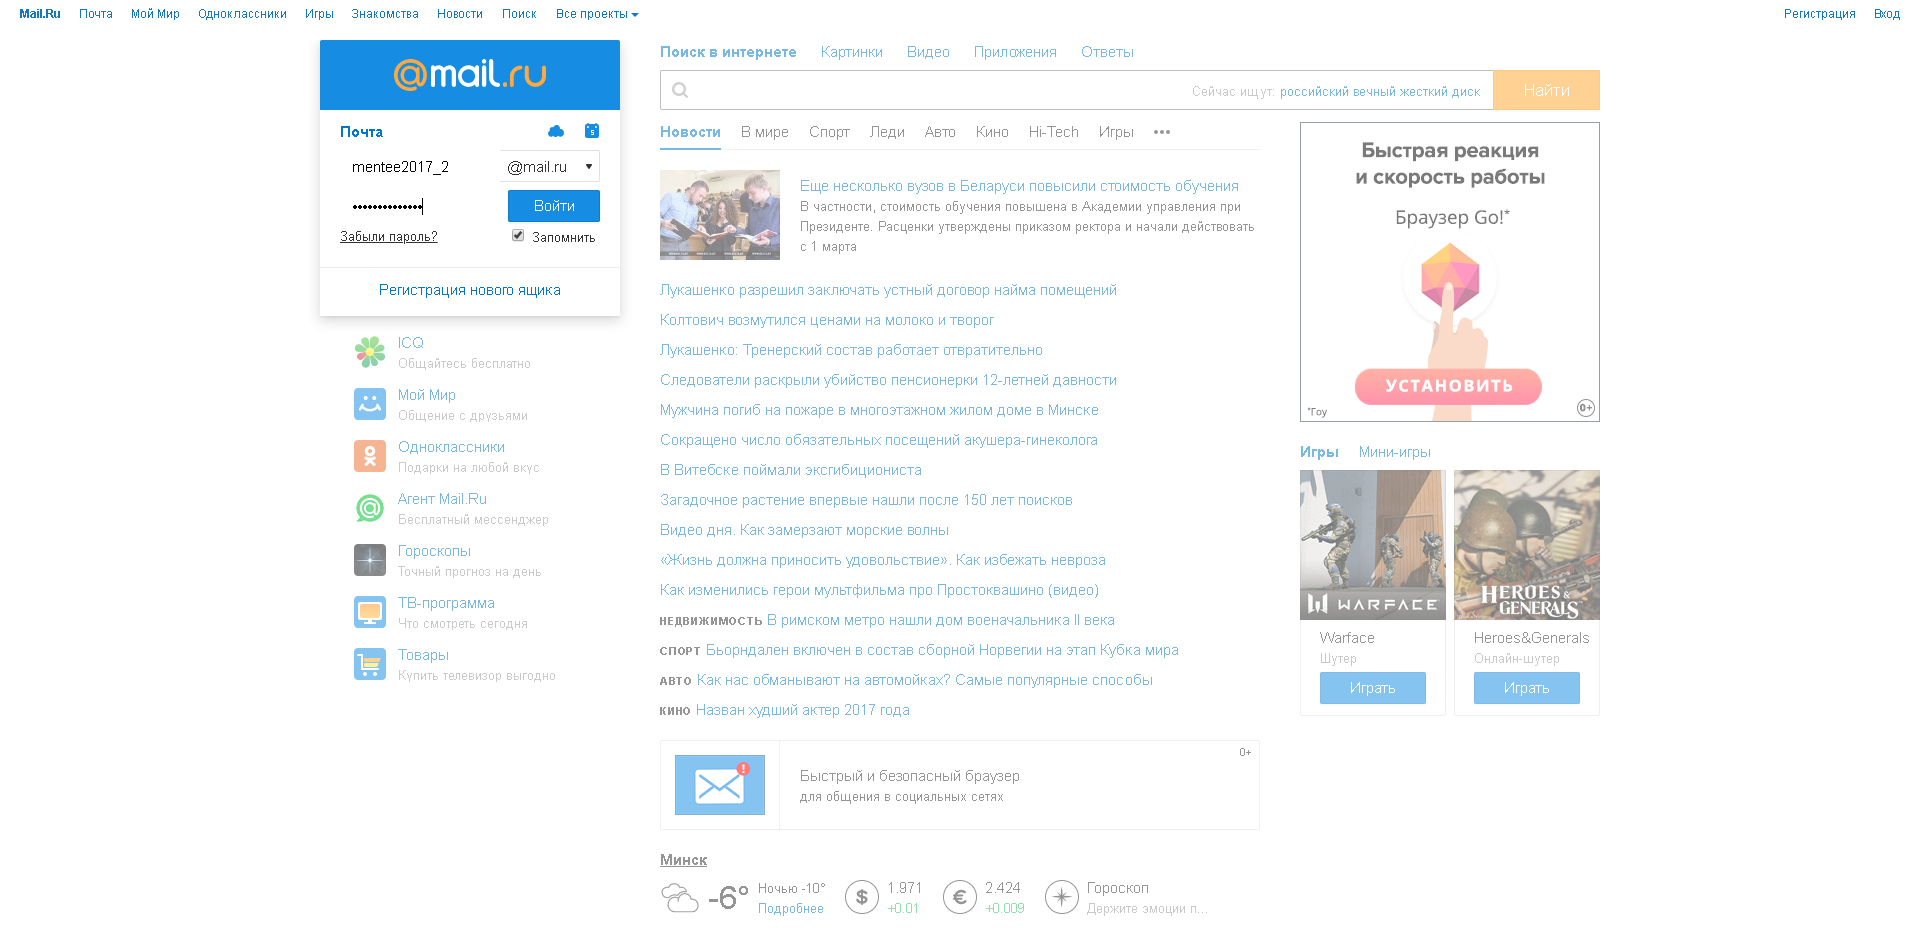 Mail.Ru Почта Мой Мир Одноклассники Игры Знакомства Новости Поиск Все проекты Регистрация Вход
@mail.ru
Почта
5
mentee2017_2 @mail.ru
Войти
Забыли пароль? Запомнить
Регистрация нового ящика
ICQ
Общайтесь бесплатно
Мой Мир
Общение с друзьями
Одноклассники
Подарки на любой вкус
Агент Mail.Ru
Бесплатный мессенджер
Гороскопы
Точный прогноз на день
ТВ-программа
Что смотреть сегодня
Товары
Купить телевизор выгодно
Поиск в интернете Картинки Видео Приложения Ответы
Сейчас ищут: российский вечный жесткий диск Найти
Новости В мире Спорт Леди Авто Кино Hi-Tech Игры •••
Еще несколько вузов в Беларуси повысили стоимость обучения
В частности, стоимость обучения повышена в Академии управления при
Президенте. Расценки утверждены приказом ректора и начали действовать
с 1 марта
Лукашенко разрешил заключать устный договор найма помещений
Колтович возмутился ценами на молоко и творог
Лукашенко: Тренерский состав работает отвратительно
Следователи раскрыли убийство пенсионерки 12-летней давности
Мужчина погиб на пожаре в многоэтажном жилом доме в Минске
Сокращено число обязательных посещений акушера-гинеколога
В Витебске поймали эксгибициониста
Загадочное растение впервые нашли после 150 лет поисков
Видео дня. Как замерзают морские волны
«Жизнь должна приносить удовольствие». Как избежать невроза
Как изменились герои мультфильма про Простоквашино (видео)
НЕДВИЖИМОСТЬ В римском метро нашли дом военачальника II века
СПОРТ Бьорндален включен в состав сборной Норвегии на этап Кубка мира
АВТО Как нас обманывают на автомойках? Самые популярные способы
КИНО Назван худший актер 2017 года
0+
Быстрый и безопасный браузер
для общения в социальных сетях
Минск
-6° Ночью -10°
Подробнее
$ 1.971
+0.01
€ 2.424
+0.009
Гороскоп
Держите эмоции п...
Быстрая реакция
и скорость работы
Браузер Go!*
УСТАНОВИТЬ
*Гоу 0+
Игры Мини-игры
WARFACE
HEROES &
GENERALS
Warface
Шутер
Играть
Heroes&Generals
Онлайн-шутер
Играть